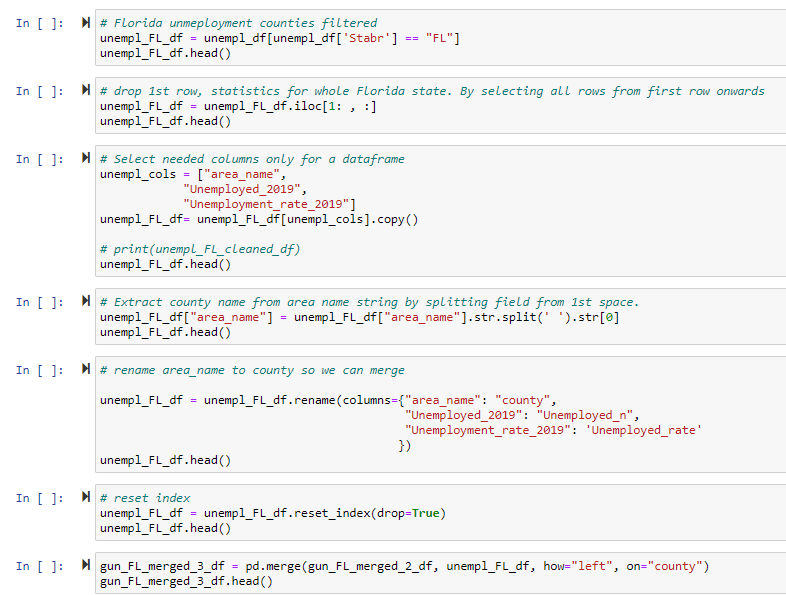 In [ ]: # Florida unmeployment counties filtered
unempl_FL_df = unempl_df[unempl_df['Stabr'] == "FL"]
unempl_FL_df.head()
In [ ]: # drop 1st row, statistics for whole Florida state. By selecting all rows from first row onwards
unempl_FL_df = unempl_FL_df.iloc[1: , :]
unempl_FL_df.head()
In [ ]: # Select needed columns only for a dataframe
unempl_cols = ["area_name",
"Unemployed_2019",
"Unemployment_rate_2019"]
unempl_FL_df= unempl_FL_df[unempl_cols].copy()
# print(unempl_FL_cleaned_df)
unempl_FL_df.head()
In [ ]: # Extract county name from area name string by splitting field from 1st space.
unempl_FL_df["area_name"] = unempl_FL_df["area_name"].str.split(' ').str[0]
unempl_FL_df.head()
In [ ]: # rename area_name to county so we can merge
unempl_FL_df = unempl_FL_df.rename(columns={"area_name": "county",
"Unemployed_2019": "Unemployed_n",
"Unemployment_rate_2019": 'Unemployed_rate'
})
unempl_FL_df.head()
In [ ]: # reset index
unempl_FL_df = unempl_FL_df.reset_index(drop=True)
unempl_FL_df.head()
In [ ]: gun_FL_merged_3_df = pd.merge(gun_FL_merged_2_df, unempl_FL_df, how="left", on="county")
gun_FL_merged_3_df.head()